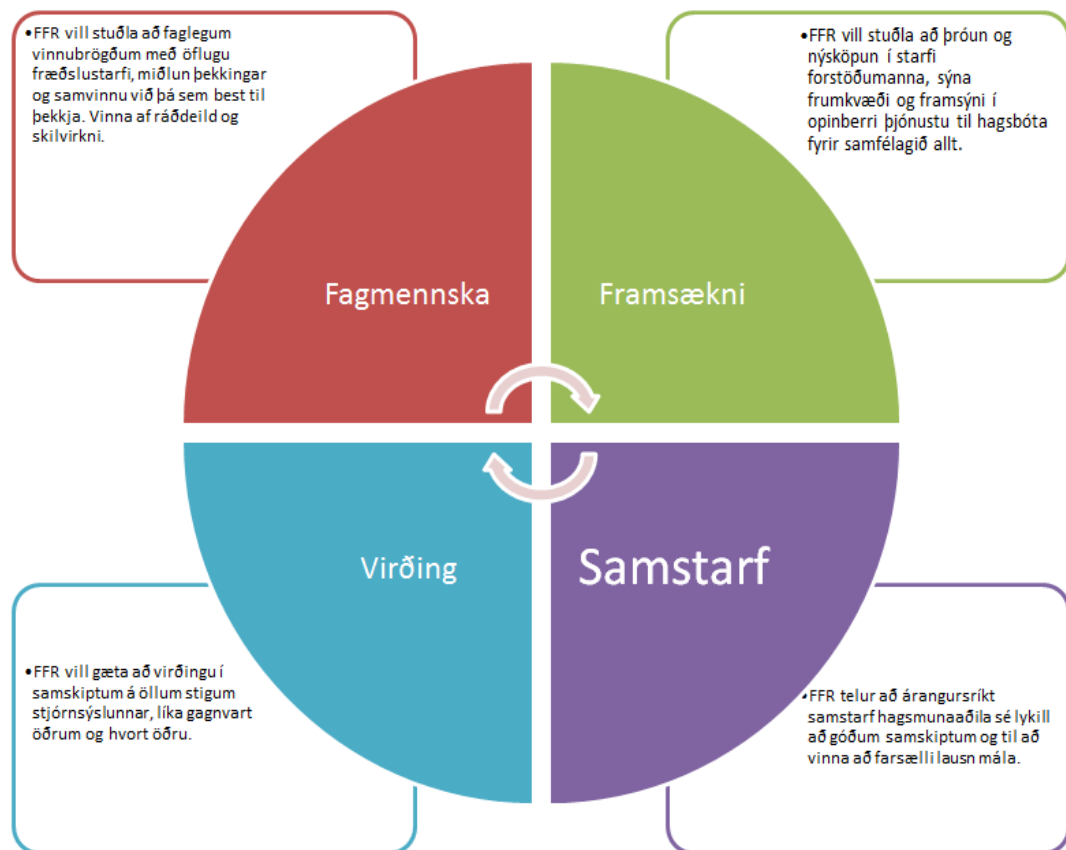 •FFR vill stuðla að faglegum
vinnubrögðum með öflugu
fræðslustarfi, miðlun þekkingar
og samvinnu við þá sem best til
þekkja. Vinna af ráðdeild og
skilvirkni.
•FFR vill stuðla að þróun og
nýsköpun í starfi
forstöðumanna, sýna
frumkvæði og framsýni í
opinberri þjónustu til hagsbóta
fyrir samfélagið allt.
Fagmennska
Framsækni
Virðing
Samstarf
•FFR vill gæta að virðingu í
samskiptum á öllum stigum
stjórnsýslunnar, líka gagnvart
öðrum og hvort öðru.
•FFR telur að árangursríkt
samstarf hagsmunaaðila sé lykill
að góðum samskiptum og til að
vinna að farsælli lausn mála.